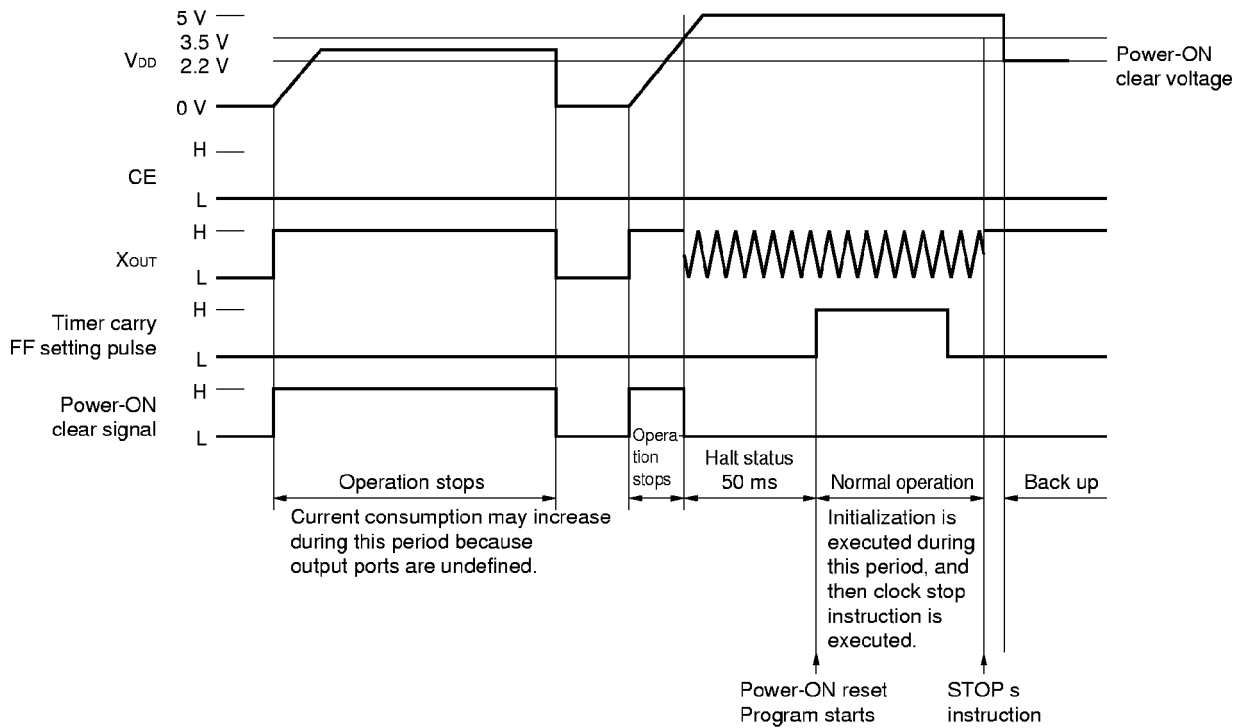 5 V
3.5 V
VDD
2.2 V
0 V
Power-ON
clear voltage
H
CE
L
H
XOUT
L
H
Timer carry
FF setting pulse
L
H
Power-ON
clear signal
L
Opera-
tion
stops
Halt status
50 ms
Operation stops
Normal operation
Back up
Current consumption may increase
during this period because
output ports are undefined.
Initialization is
executed during
this period, and
then clock stop
instruction is
executed.
Power-ON reset
Program starts
STOP s
instruction